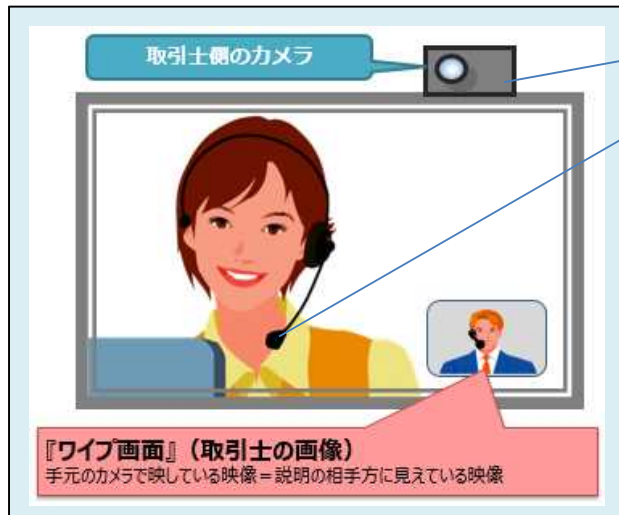 取引士側のカメラ
『ワイプ画面』（取引士の画像）
手元のカメラで映している映像＝説明の相手方に見えている映像